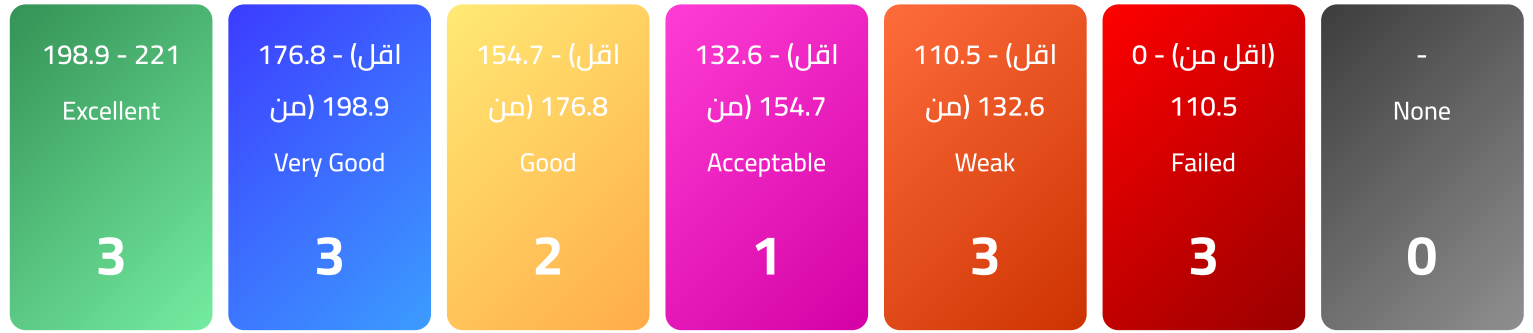 198.9 - 221
Excellent
3
176.8 - (اقل
من) 198.9
Very Good
3
154.7 - (اقل
من) 176.8
Good
2
132.6 - (اقل
من) 154.7
Acceptable
1
110.5 - (اقل
من) 132.6
Weak
3
0 - (اقل من)
110.5
Failed
3
-
None
0